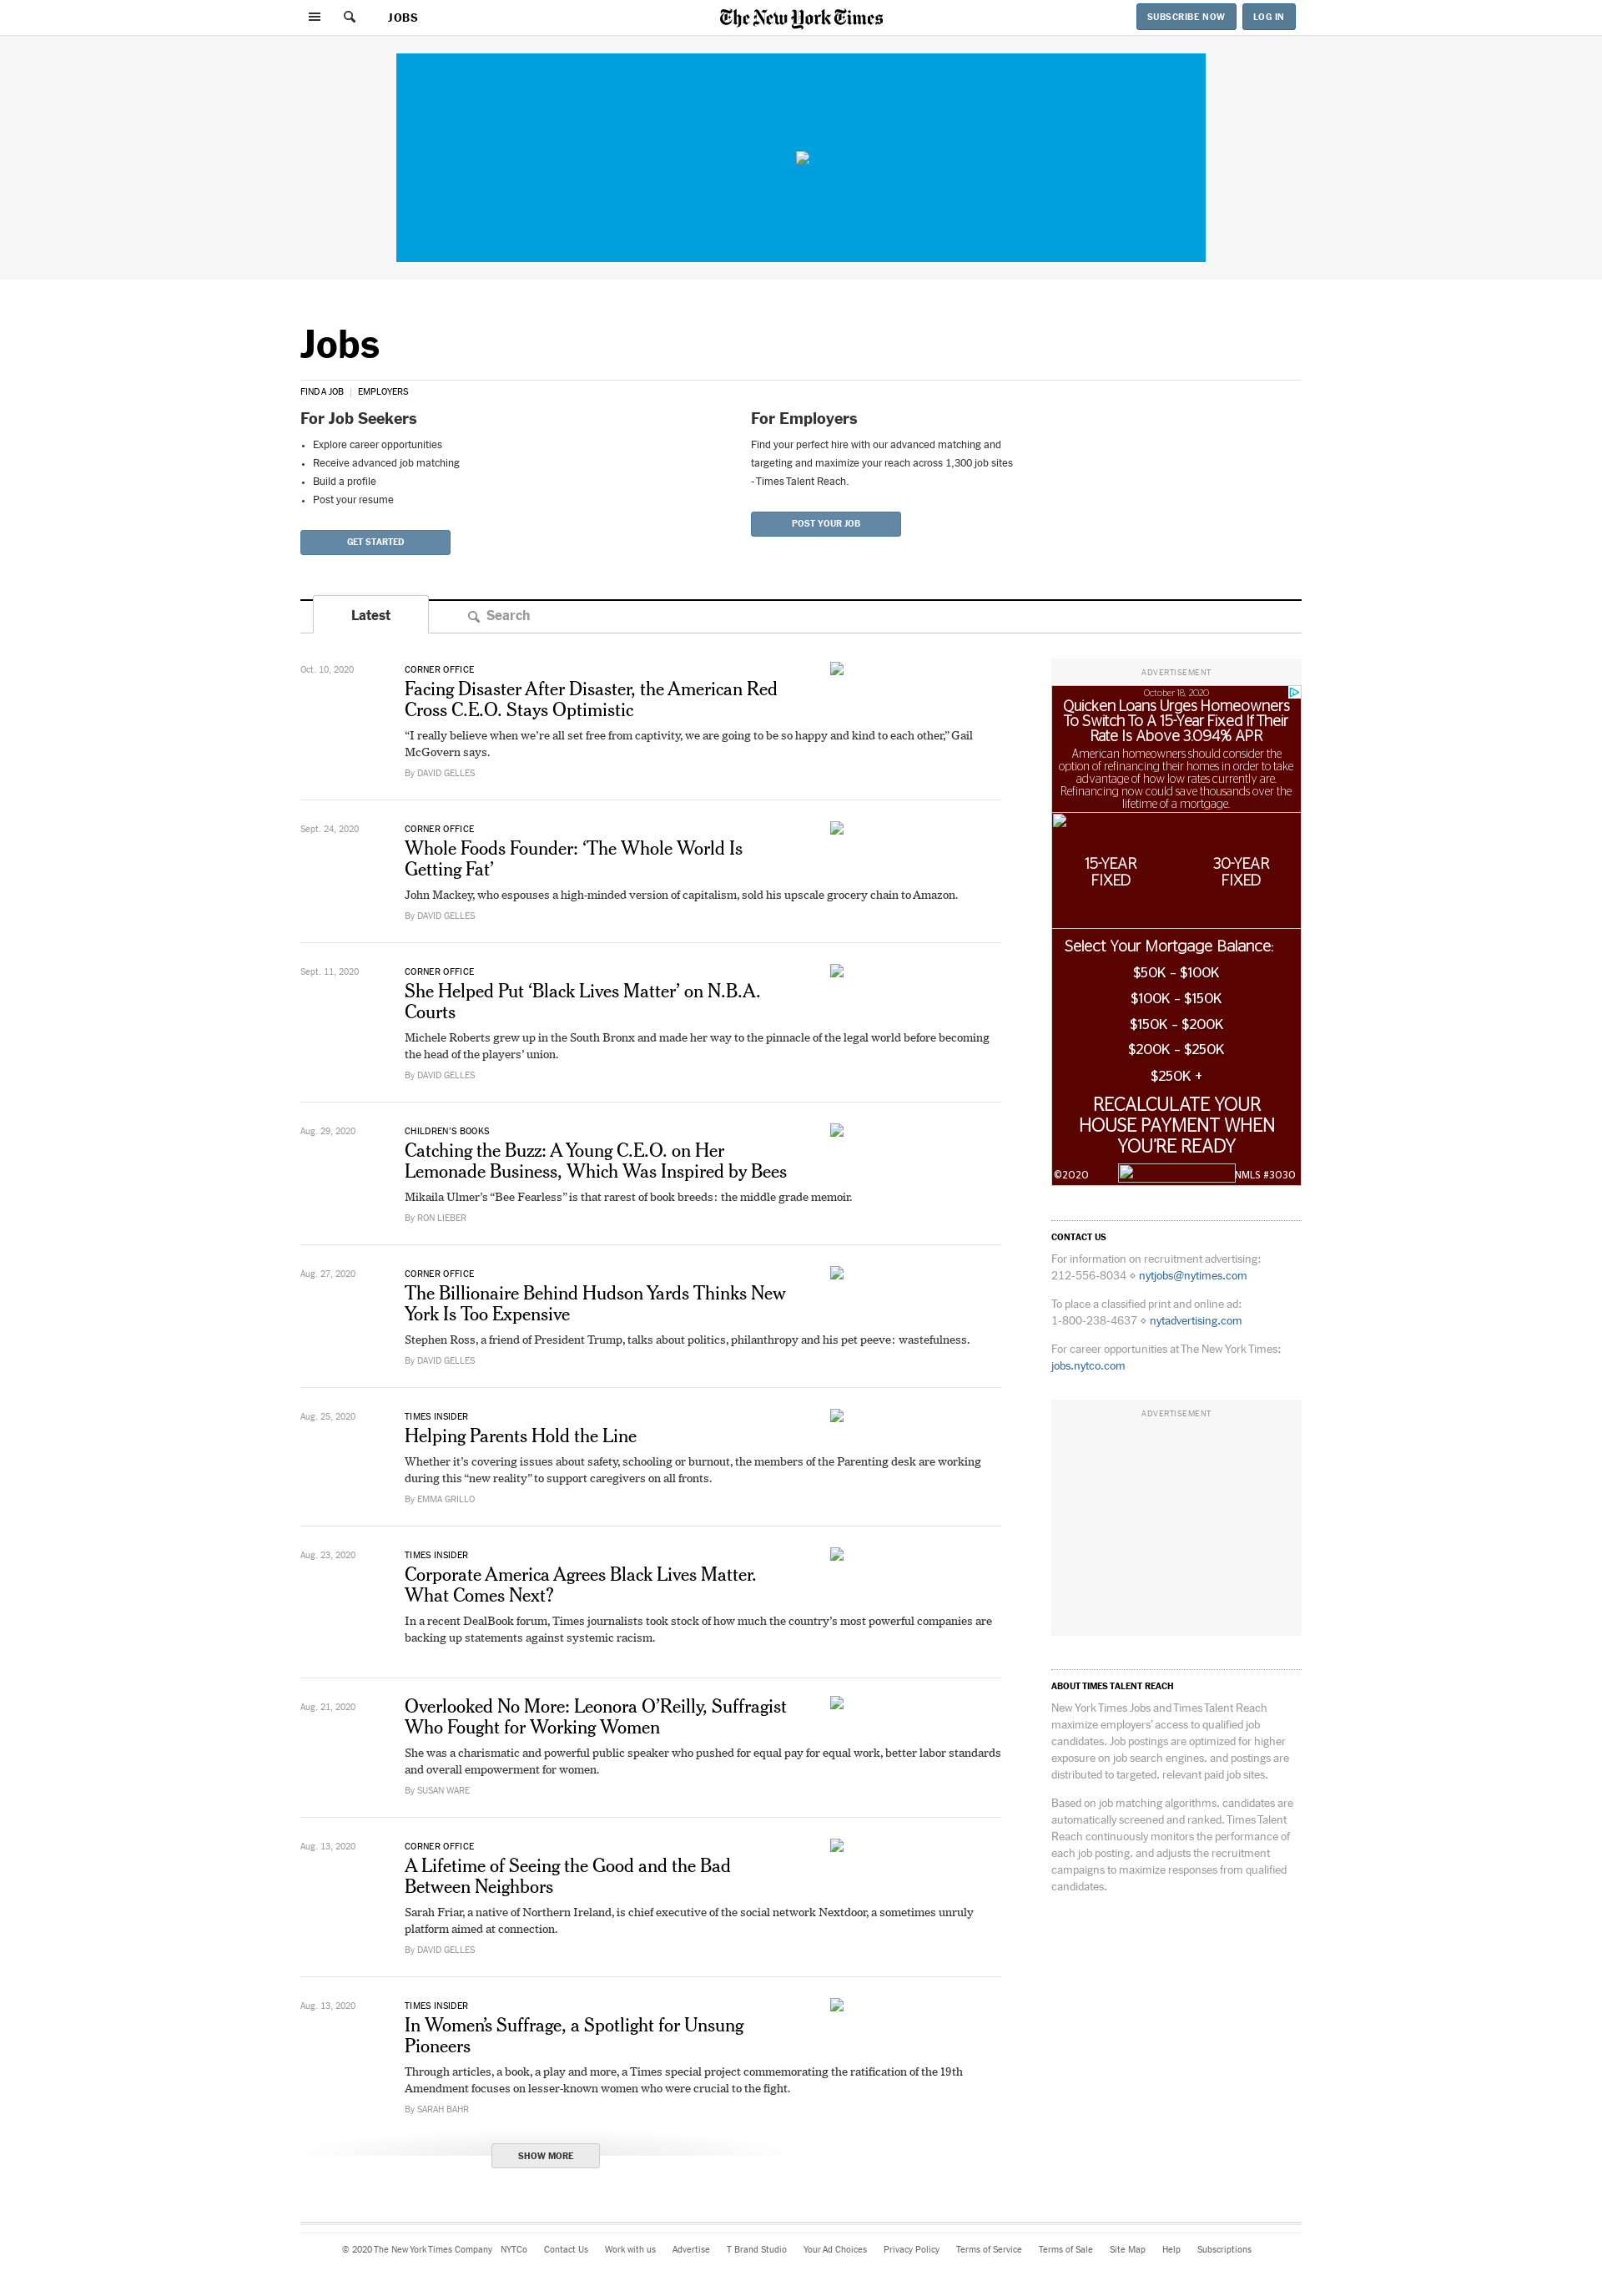 JOBS
The New York Times
SUBSCRIBE NOW
LOG IN
Jobs
FIND A JOB | EMPLOYERS
For Job Seekers
• Explore career opportunities
• Receive advanced job matching
• Build a profile
• Post your resume
GET STARTED
For Employers
Find your perfect hire with our advanced matching and
targeting and maximize your reach across 1,300 job sites
- Times Talent Reach.
POST YOUR JOB
Latest
Search
Oct. 10, 2020
CORNER OFFICE
Facing Disaster After Disaster, the American Red
Cross C.E.O. Stays Optimistic
“I really believe when we’re all set free from captivity, we are going to be so happy and kind to each other,” Gail
McGovern says.
By DAVID GELLES
Sept. 24, 2020
CORNER OFFICE
Whole Foods Founder: ‘The Whole World Is
Getting Fat’
John Mackey, who espouses a high-minded version of capitalism, sold his upscale grocery chain to Amazon.
By DAVID GELLES
Sept. 11, 2020
CORNER OFFICE
She Helped Put ‘Black Lives Matter’ on N.B.A.
Courts
Michele Roberts grew up in the South Bronx and made her way to the pinnacle of the legal world before becoming
the head of the players’ union.
By DAVID GELLES
Aug. 29, 2020
CHILDREN’S BOOKS
Catching the Buzz: A Young C.E.O. on Her
Lemonade Business, Which Was Inspired by Bees
Mikaila Ulmer’s “Bee Fearless” is that rarest of book breeds: the middle grade memoir.
By RON LIEBER
Aug. 27, 2020
CORNER OFFICE
The Billionaire Behind Hudson Yards Thinks New
York Is Too Expensive
Stephen Ross, a friend of President Trump, talks about politics, philanthropy and his pet peeve: wastefulness.
By DAVID GELLES
Aug. 25, 2020
TIMES INSIDER
Helping Parents Hold the Line
Whether it’s covering issues about safety, schooling or burnout, the members of the Parenting desk are working
during this “new reality” to support caregivers on all fronts.
By EMMA GRILLO
Aug. 23, 2020
TIMES INSIDER
Corporate America Agrees Black Lives Matter.
What Comes Next?
In a recent DealBook forum, Times journalists took stock of how much the country’s most powerful companies are
backing up statements against systemic racism.
Aug. 21, 2020
Overlooked No More: Leonora O’Reilly, Suffragist
Who Fought for Working Women
She was a charismatic and powerful public speaker who pushed for equal pay for equal work, better labor standards
and overall empowerment for women.
By SUSAN WARE
Aug. 13, 2020
CORNER OFFICE
A Lifetime of Seeing the Good and the Bad
Between Neighbors
Sarah Friar, a native of Northern Ireland, is chief executive of the social network Nextdoor, a sometimes unruly
platform aimed at connection.
By DAVID GELLES
Aug. 13, 2020
TIMES INSIDER
In Women’s Suffrage, a Spotlight for Unsung
Pioneers
Through articles, a book, a play and more, a Times special project commemorating the ratification of the 19th
Amendment focuses on lesser-known women who were crucial to the fight.
By SARAH BAHR
SHOW MORE
ADVERTISEMENT
October 18, 2020
Quicken Loans Urges Homeowners
To Switch To A 15-Year Fixed If Their
Rate Is Above 3.094% APR
American homeowners should consider the
option of refinancing their homes in order to take
advantage of how low rates currently are.
Refinancing now could save thousands over the
lifetime of a mortgage.
15-YEAR
FIXED
30-YEAR
FIXED
Select Your Mortgage Balance:
$50K - $100K
$100K - $150K
$150K - $200K
$200K - $250K
$250K +
RECALCULATE YOUR
HOUSE PAYMENT WHEN
YOU’RE READY
©2020
NMLS #3030
CONTACT US
For information on recruitment advertising:
212-556-8034 ⋄ nytjobs@nytimes.com
To place a classified print and online ad:
1-800-238-4637 ⋄ nytadvertising.com
For career opportunities at The New York Times:
jobs.nytco.com
ADVERTISEMENT
ABOUT TIMES TALENT REACH
New York Times Jobs and Times Talent Reach
maximize employers’ access to qualified job
candidates. Job postings are optimized for higher
exposure on job search engines, and postings are
distributed to targeted, relevant paid job sites.
Based on job matching algorithms, candidates are
automatically screened and ranked. Times Talent
Reach continuously monitors the performance of
each job posting, and adjusts the recruitment
campaigns to maximize responses from qualified
candidates.
© 2020 The New York Times Company NYTCo Contact Us Work with us Advertise T Brand Studio Your Ad Choices Privacy Policy Terms of Service Terms of Sale Site Map Help Subscriptions